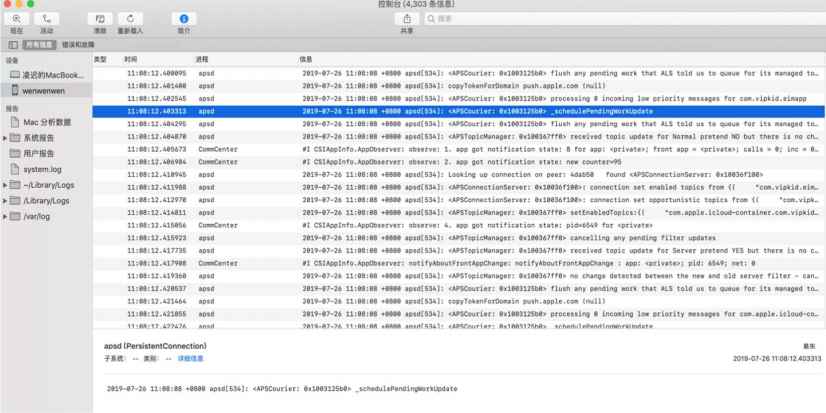 控制台 (4,303 条信息)
现在 活动 清除 重新载入 简介 共享 搜索
所有信息 错误和故障
设备
凌迟的MacBook...
wenwenwen
报告
Mac 分析数据
系统报告
用户报告
system.log
~/Library/Logs
/Library/Logs
/var/log
类型 时间 进程 信息
11:08:12.400095 apsd 2019-07-26 11:08:08 +0800 apsd[534]: <APSCourier: 0x1003125b0> flush any pending work that ALS told us to queue for its managed to…
11:08:12.401400 apsd 2019-07-26 11:08:08 +0800 apsd[534]: copyTokenForDomain push.apple.com (null)
11:08:12.402545 apsd 2019-07-26 11:08:08 +0800 apsd[534]: <APSCourier: 0x1003125b0> processing 0 incoming low priority messages for com.vipkid.eimapp
11:08:12.403313 apsd 2019-07-26 11:08:08 +0800 apsd[534]: <APSCourier: 0x1003125b0> _schedulePendingWorkUpdate
11:08:12.404295 apsd 2019-07-26 11:08:08 +0800 apsd[534]: <APSCourier: 0x1003125b0> flush any pending work that ALS told us to queue for its managed to…
11:08:12.404870 apsd 2019-07-26 11:08:08 +0800 apsd[534]: <APSTopicManager: 0x100367ff0> received topic update for Normal pretend NO but there is no ch…
11:08:12.405673 CommCenter #I CSIAppInfo.AppObserver: observe: 1. app got notification state: 8 for app: <private>; front app = <private>; calls = 0; inc = 0…
11:08:12.406984 CommCenter #I CSIAppInfo.AppObserver: observe: 2. app got notification state: new counter=95
11:08:12.410945 apsd 2019-07-26 11:08:08 +0800 apsd[534]: Looking up connection on peer: 4dab50 found <APSConnectionServer: 0x10036f100>
11:08:12.411988 apsd 2019-07-26 11:08:08 +0800 apsd[534]: <APSConnectionServer: 0x10036f100>: connection set enabled topics from {( "com.vipkid.eim…
11:08:12.412970 apsd 2019-07-26 11:08:08 +0800 apsd[534]: <APSConnectionServer: 0x10036f100>: connection set opportunistic topics from {( "com.vipk…
11:08:12.414811 apsd 2019-07-26 11:08:08 +0800 apsd[534]: <APSTopicManager: 0x100367ff0> setEnabledTopics:{( "com.apple.icloud-container.com.vipkid…
11:08:12.415056 CommCenter #I CSIAppInfo.AppObserver: observe: 4. app got notification state: pid=6549 for <private>
11:08:12.415923 apsd 2019-07-26 11:08:08 +0800 apsd[534]: <APSTopicManager: 0x100367ff0> cancelling any pending filter updates
11:08:12.417735 apsd 2019-07-26 11:08:08 +0800 apsd[534]: <APSTopicManager: 0x100367ff0> received topic update for Server pretend YES but there is no c…
11:08:12.417908 CommCenter #I CSIAppInfo.AppObserver: notifyAboutFrontAppChange: notifyAboutFrontAppChange : app: <private>; pid: 6549; net: 0
11:08:12.419360 apsd 2019-07-26 11:08:08 +0800 apsd[534]: <APSTopicManager: 0x100367ff0> no change detected between the new and old server filter – can…
11:08:12.420537 apsd 2019-07-26 11:08:08 +0800 apsd[534]: <APSCourier: 0x1003125b0> flush any pending work that ALS told us to queue for its managed to…
11:08:12.421464 apsd 2019-07-26 11:08:08 +0800 apsd[534]: copyTokenForDomain push.apple.com (null)
11:08:12.421855 apsd 2019-07-26 11:08:08 +0800 apsd[534]: <APSCourier: 0x1003125b0> processing 0 incoming low priority messages for com.apple.icloud-co…
11:08:12.422476 apsd 2019-07-26 11:08:08 +0800 apsd[534]: <APSCourier: 0x1003125b0> _schedulePendingWorkUpdate
apsd (PersistentConnection) 易失
子系统: -- 类别: -- 详细信息 2019-07-26 11:08:12.403313
2019-07-26 11:08:08 +0800 apsd[534]: <APSCourier: 0x1003125b0> _schedulePendingWorkUpdate